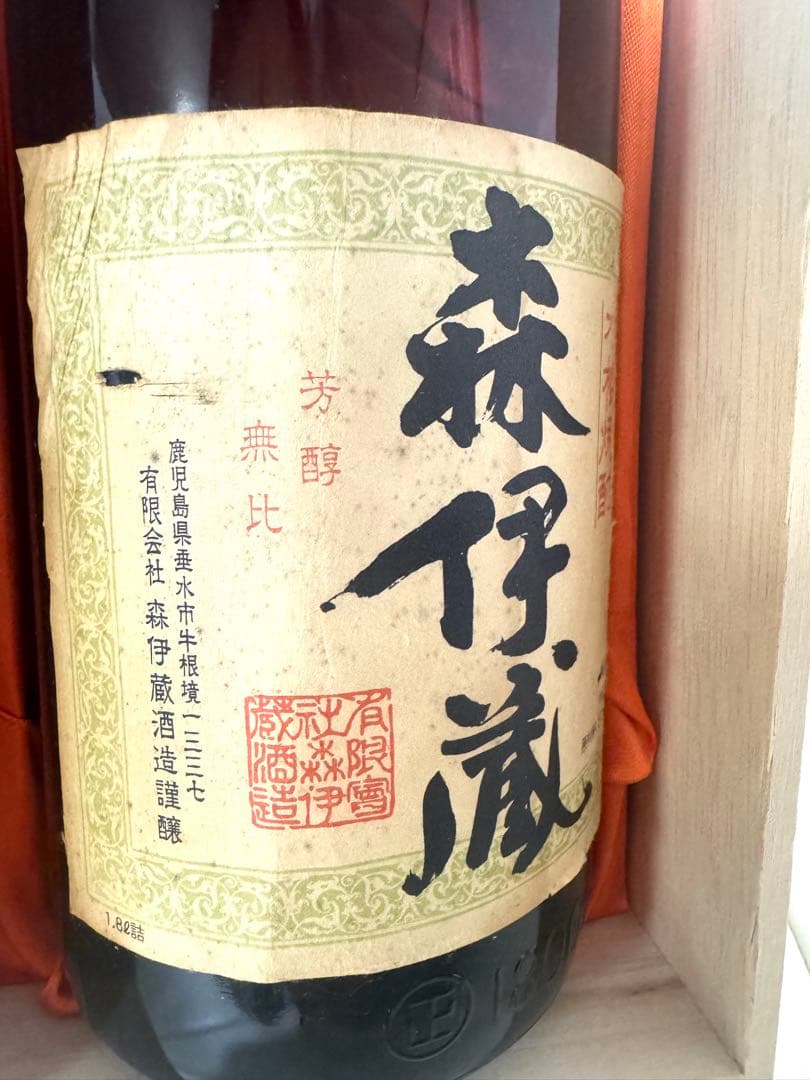 森伊蔵
芳醇
無比
鹿児島県垂水市牛根境一三三七
有限会社 森伊蔵酒造謹醸
有限會
社森伊
蔵酒造
1.8ℓ詰
正